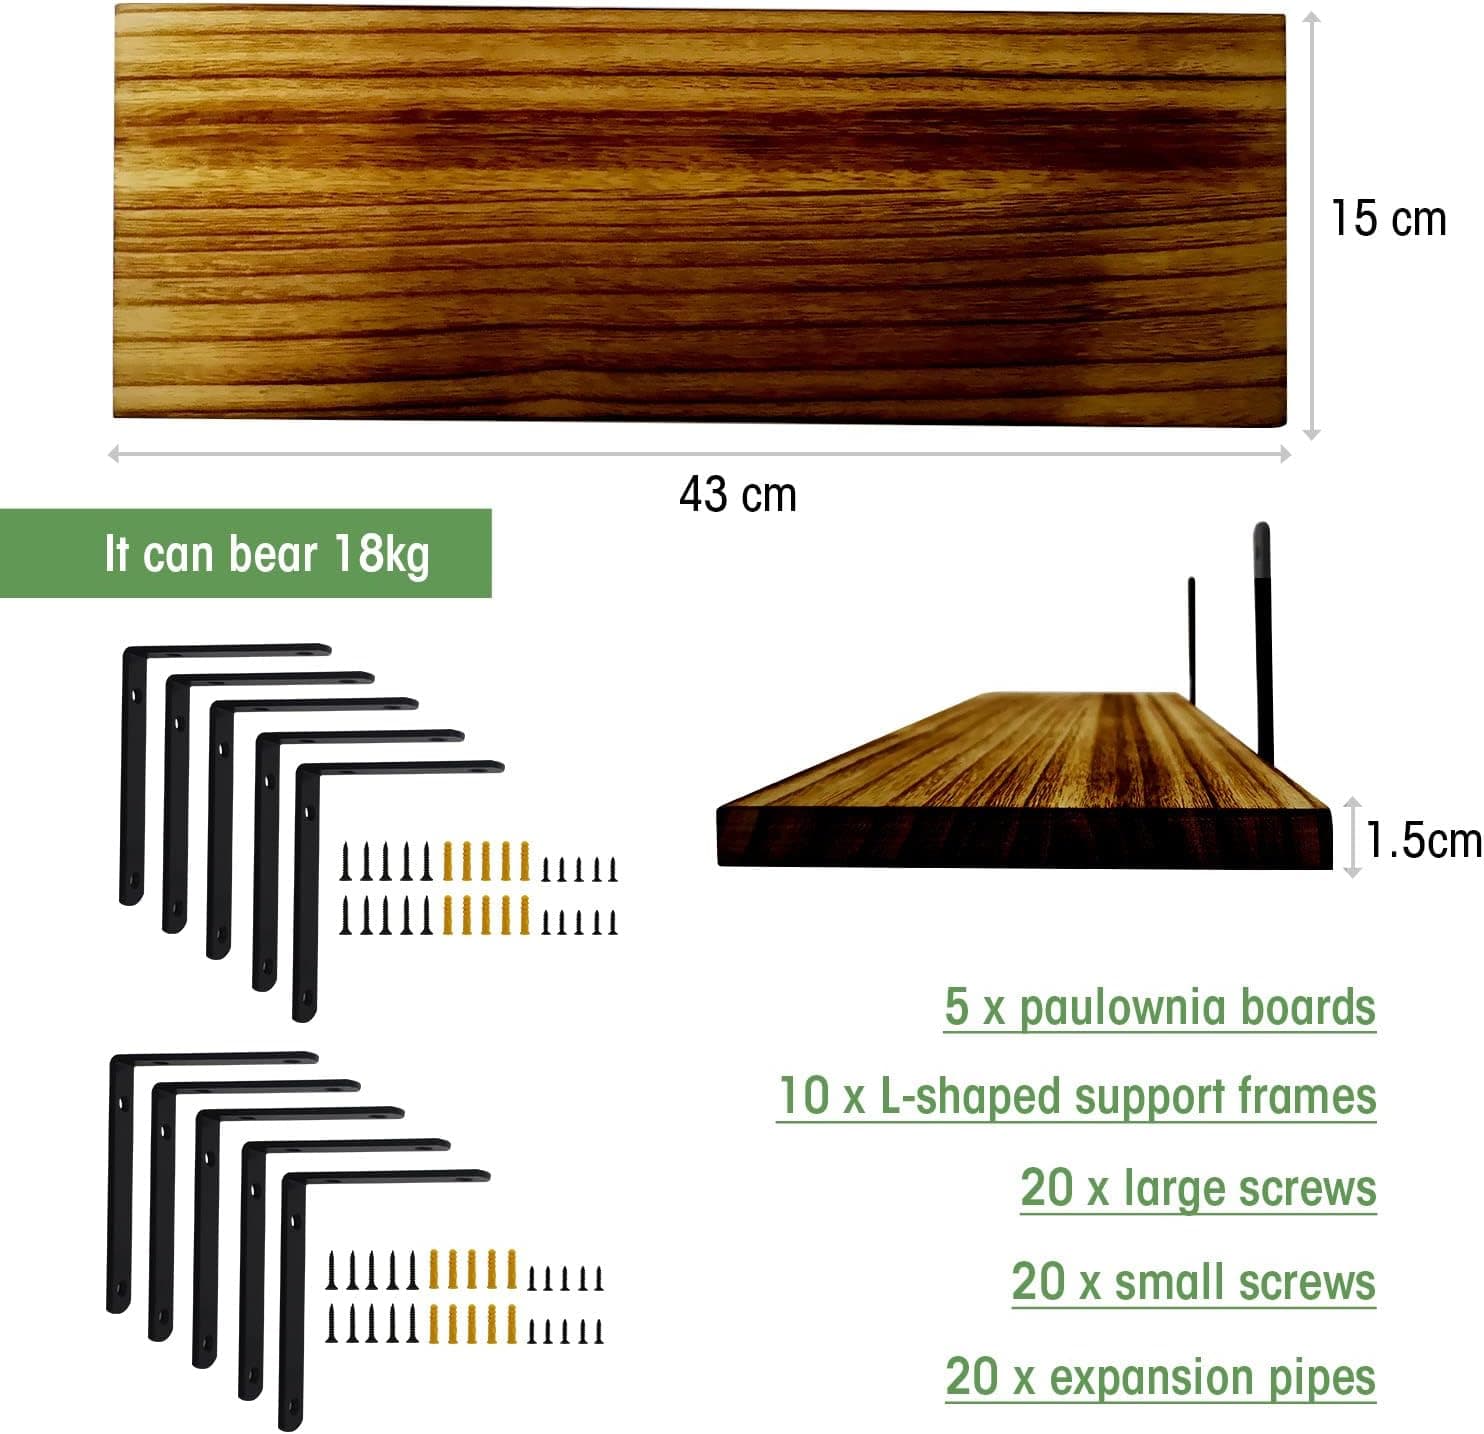 15 cm
43 cm
It can bear 18kg
1.5cm
5 x paulownia boards
10 x L-shaped support frames
20 x large screws
20 x small screws
20 x expansion pipes